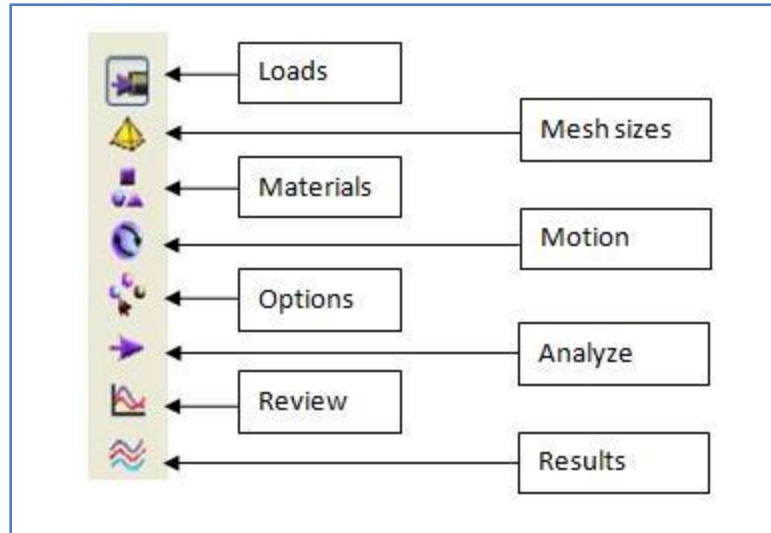 Loads
Mesh sizes
Materials
Motion
Options
Analyze
Review
Results